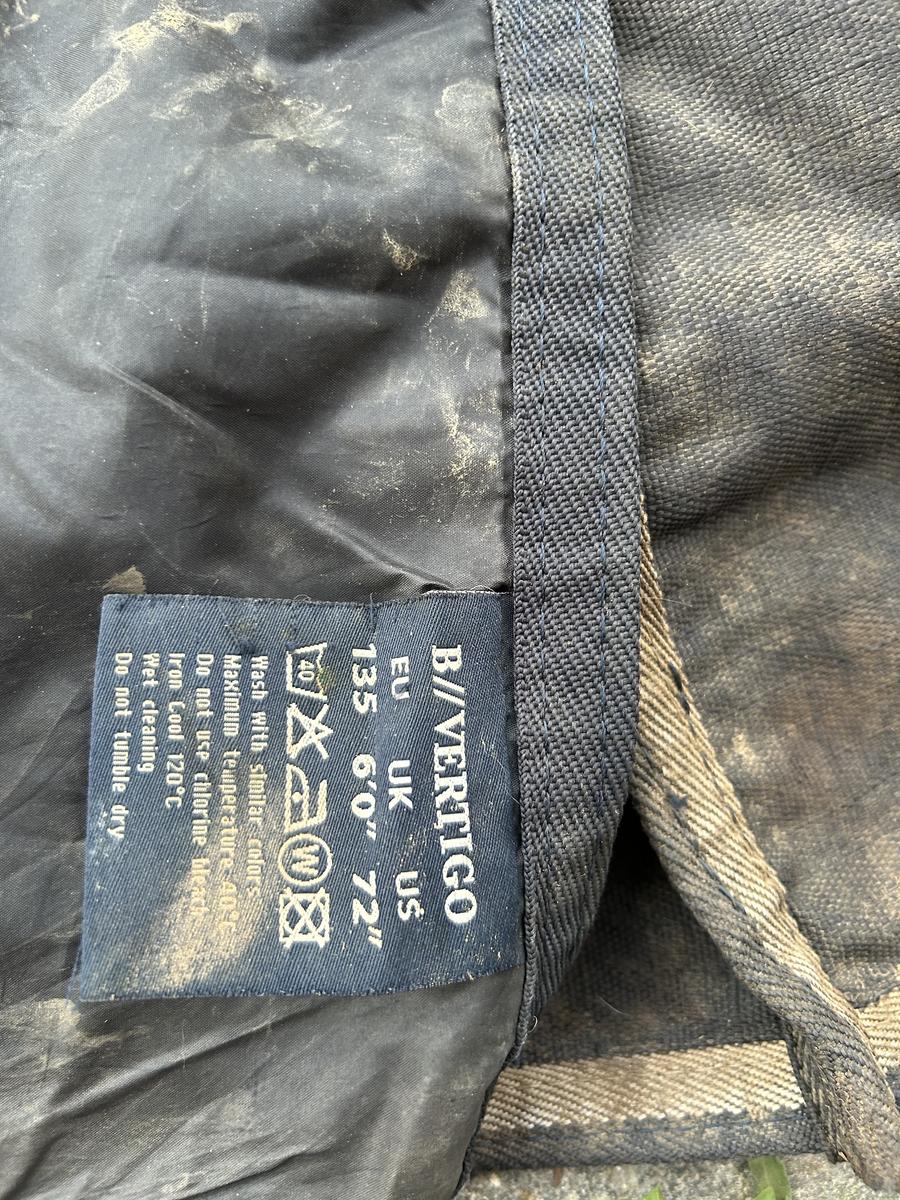 B//VERTIGO
EU UK US
135 6'0" 72"
40 W
Wash with similar colors
Maximum temperature 40°C
Do not use chlorine bleach
Iron Cool 120°C
Wet cleaning
Do not tumble dry